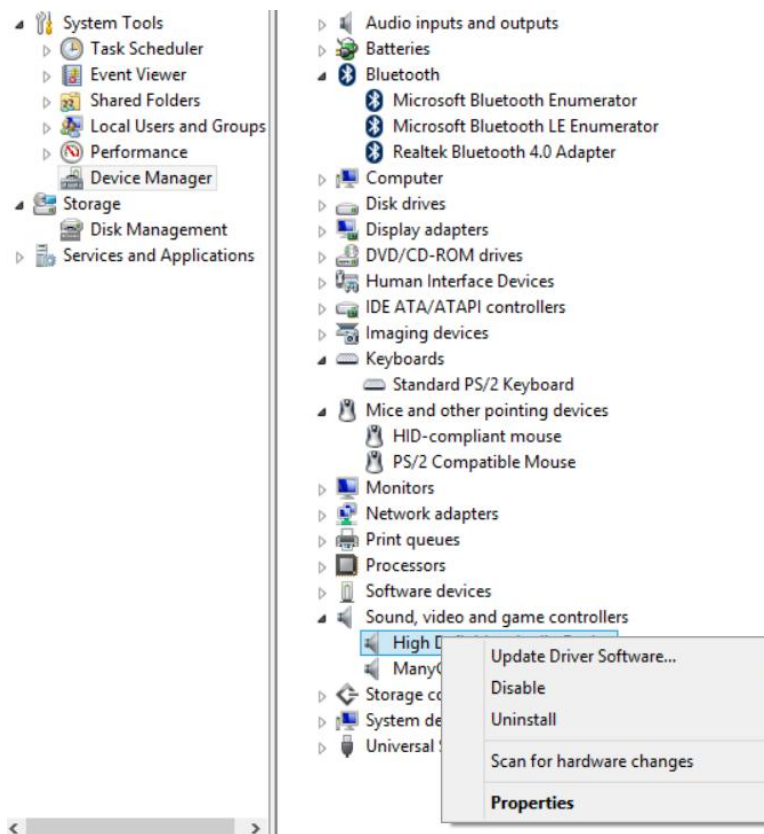 System Tools
Task Scheduler
Event Viewer
Shared Folders
Local Users and Groups
Performance
Device Manager
Storage
Disk Management
Services and Applications
Audio inputs and outputs
Batteries
Bluetooth
Microsoft Bluetooth Enumerator
Microsoft Bluetooth LE Enumerator
Realtek Bluetooth 4.0 Adapter
Computer
Disk drives
Display adapters
DVD/CD-ROM drives
Human Interface Devices
IDE ATA/ATAPI controllers
Imaging devices
Keyboards
Standard PS/2 Keyboard
Mice and other pointing devices
HID-compliant mouse
PS/2 Compatible Mouse
Monitors
Network adapters
Print queues
Processors
Software devices
Sound, video and game controllers
High
Storage
System
Universal
Update Driver Software...
Disable
Uninstall
Scan for hardware changes
Properties